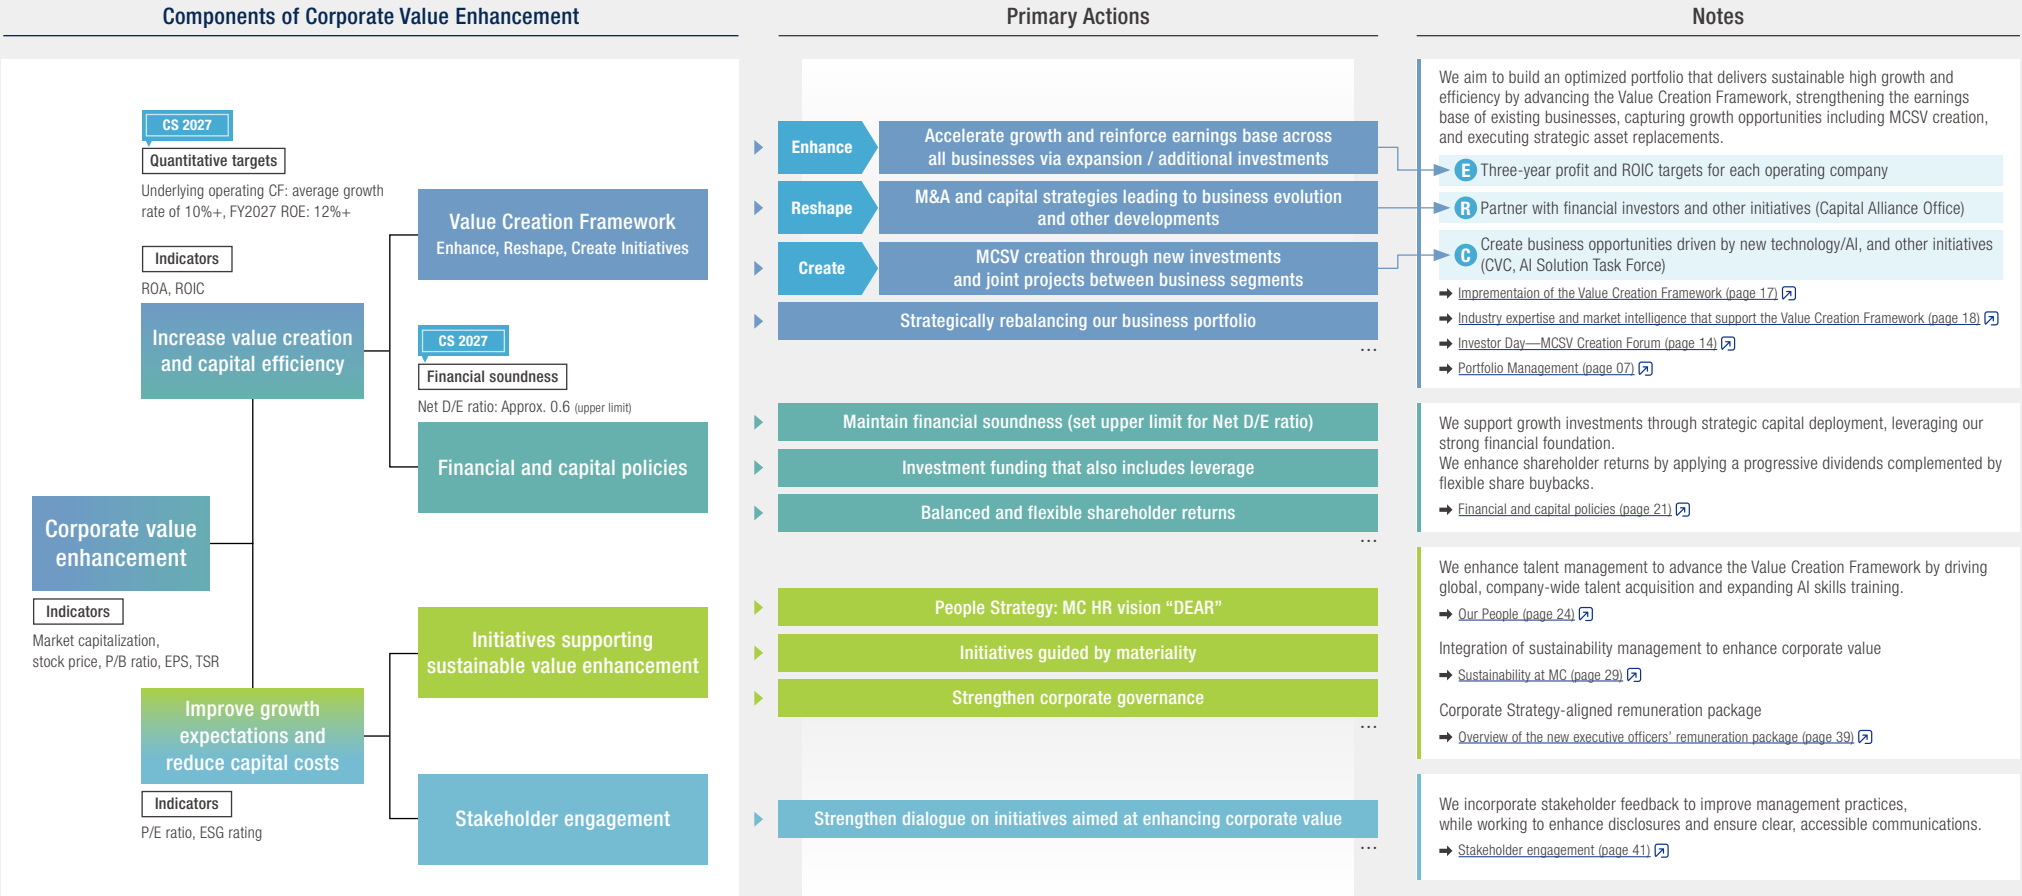 Components of Corporate Value Enhancement
CS 2027
Quantitative targets
Underlying operating CF: average growth
rate of 10%+, FY2027 ROE: 12%+
Indicators
ROA, ROIC
Increase value creation
and capital efficiency
Value Creation Framework
Enhance, Reshape, Create Initiatives
CS 2027
Financial soundness
Net D/E ratio: Approx. 0.6 (upper limit)
Financial and capital policies
Corporate value
enhancement
Indicators
Market capitalization,
stock price, P/B ratio, EPS, TSR
Improve growth
expectations and
reduce capital costs
Indicators
P/E ratio, ESG rating
Initiatives supporting
sustainable value enhancement
Stakeholder engagement
Primary Actions
Enhance
Accelerate growth and reinforce earnings base across
all businesses via expansion / additional investments
Reshape
M&A and capital strategies leading to business evolution
and other developments
Create
MCSV creation through new investments
and joint projects between business segments
Strategically rebalancing our business portfolio
...
Maintain financial soundness (set upper limit for Net D/E ratio)
Investment funding that also includes leverage
Balanced and flexible shareholder returns
...
People Strategy: MC HR vision “DEAR”
Initiatives guided by materiality
Strengthen corporate governance
...
Strengthen dialogue on initiatives aimed at enhancing corporate value
...
Notes
We aim to build an optimized portfolio that delivers sustainable high growth and
efficiency by advancing the Value Creation Framework, strengthening the earnings
base of existing businesses, capturing growth opportunities including MCSV creation,
and executing strategic asset replacements.
E Three-year profit and ROIC targets for each operating company
R Partner with financial investors and other initiatives (Capital Alliance Office)
C Create business opportunities driven by new technology/AI, and other initiatives
(CVC, AI Solution Task Force)
➡ Imprementaion of the Value Creation Framework (page 17)
➡ Industry expertise and market intelligence that support the Value Creation Framework (page 18)
➡ Investor Day—MCSV Creation Forum (page 14)
➡ Portfolio Management (page 07)
We support growth investments through strategic capital deployment, leveraging our
strong financial foundation.
We enhance shareholder returns by applying a progressive dividends complemented by
flexible share buybacks.
➡ Financial and capital policies (page 21)
We enhance talent management to advance the Value Creation Framework by driving
global, company-wide talent acquisition and expanding AI skills training.
➡ Our People (page 24)
Integration of sustainability management to enhance corporate value
➡ Sustainability at MC (page 29)
Corporate Strategy-aligned remuneration package
➡ Overview of the new executive officers’ remuneration package (page 39)
We incorporate stakeholder feedback to improve management practices,
while working to enhance disclosures and ensure clear, accessible communications.
➡ Stakeholder engagement (page 41)